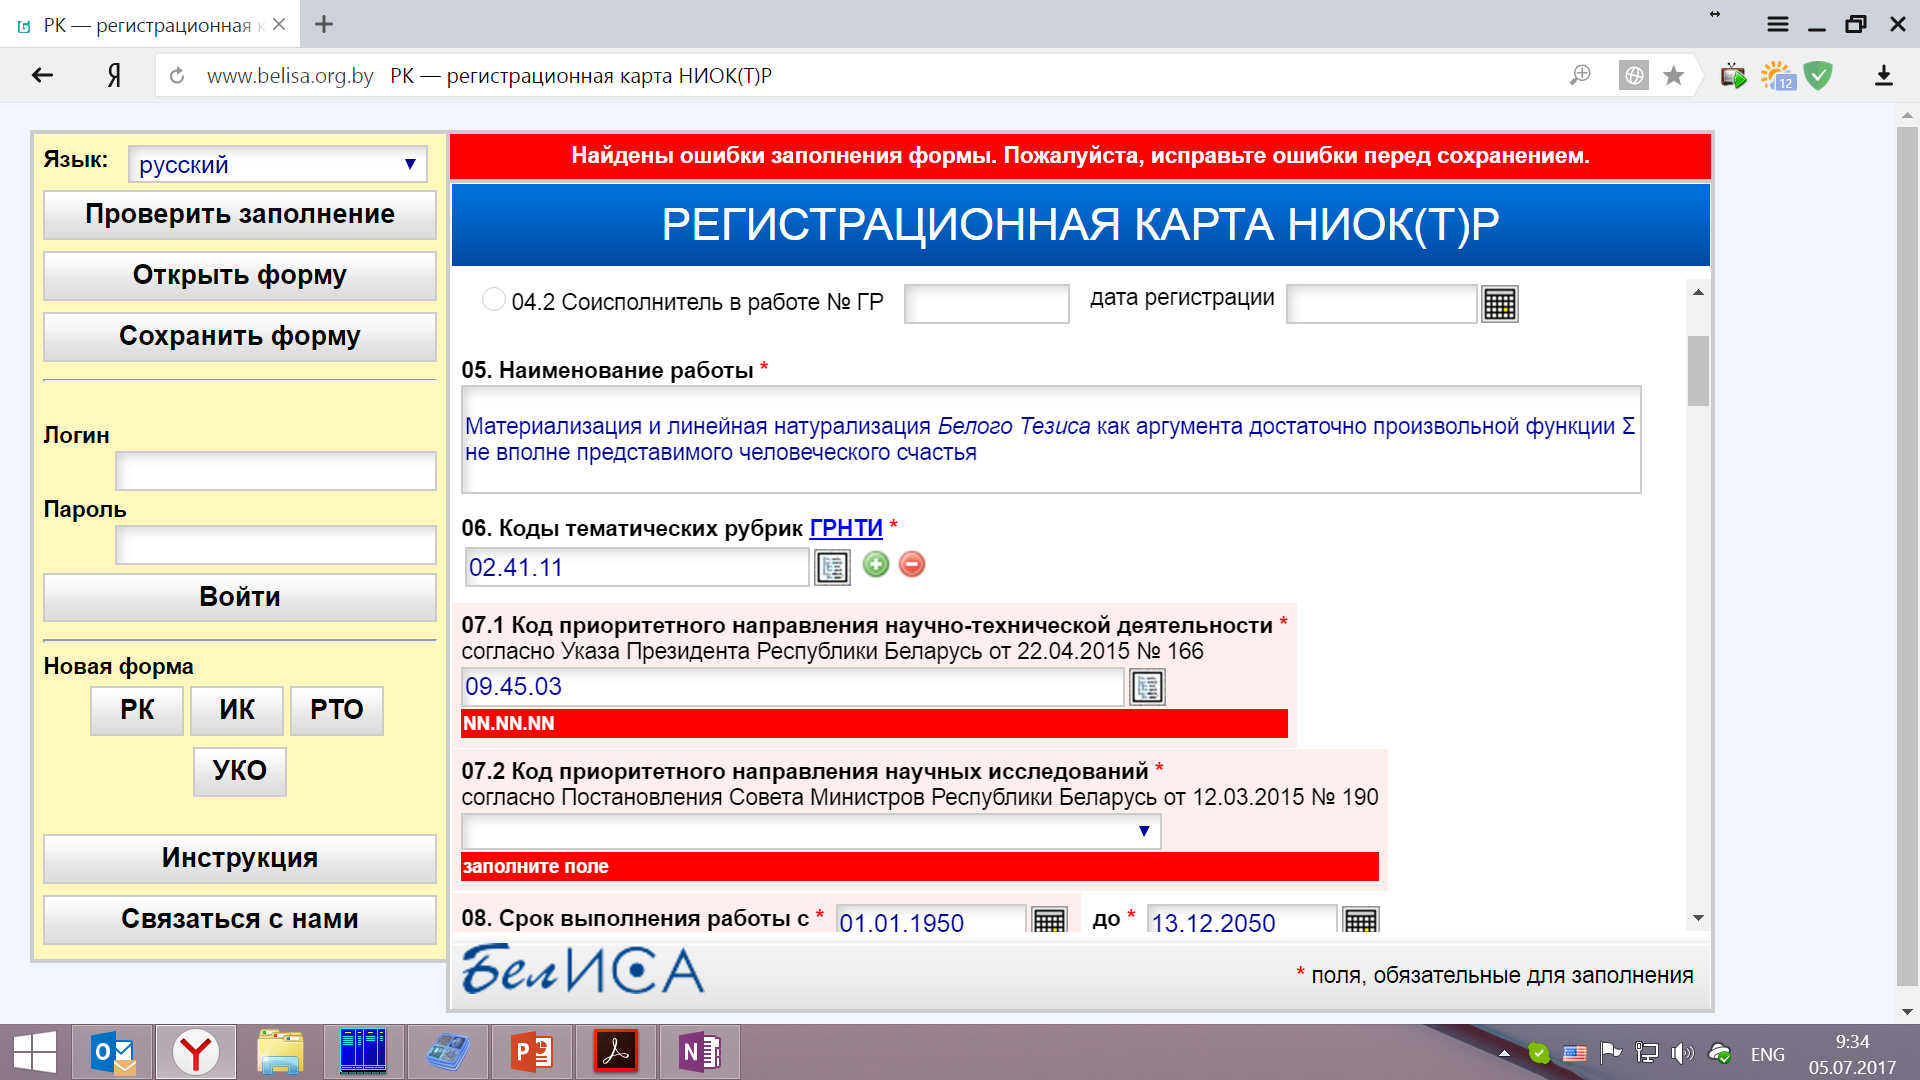 РК — регистрационная к
www.belisa.org.by РК — регистрационная карта НИОК(Т)Р
12
Язык:
русский
Проверить заполнение
Открыть форму
Сохранить форму
Логин
Пароль
Войти
Новая форма
РК ИК РТО
УКО
Инструкция
Связаться с нами
Найдены ошибки заполнения формы. Пожалуйста, исправьте ошибки перед сохранением.
РЕГИСТРАЦИОННАЯ КАРТА НИОК(Т)Р
04.2 Соисполнитель в работе № ГР дата регистрации
05. Наименование работы *
Материализация и линейная натурализация Белого Тезиса как аргумента достаточно произвольной функции Σ
не вполне представимого человеческого счастья
06. Коды тематических рубрик ГРНТИ *
02.41.11
07.1 Код приоритетного направления научно-технической деятельности *
согласно Указа Президента Республики Беларусь от 22.04.2015 № 166
09.45.03
NN.NN.NN
07.2 Код приоритетного направления научных исследований *
согласно Постановления Совета Министров Республики Беларусь от 12.03.2015 № 190
заполните поле
08. Срок выполнения работы с * 01.01.1950 до * 13.12.2050
БелИСА
* поля, обязательные для заполнения
ENG
9:34
05.07.2017